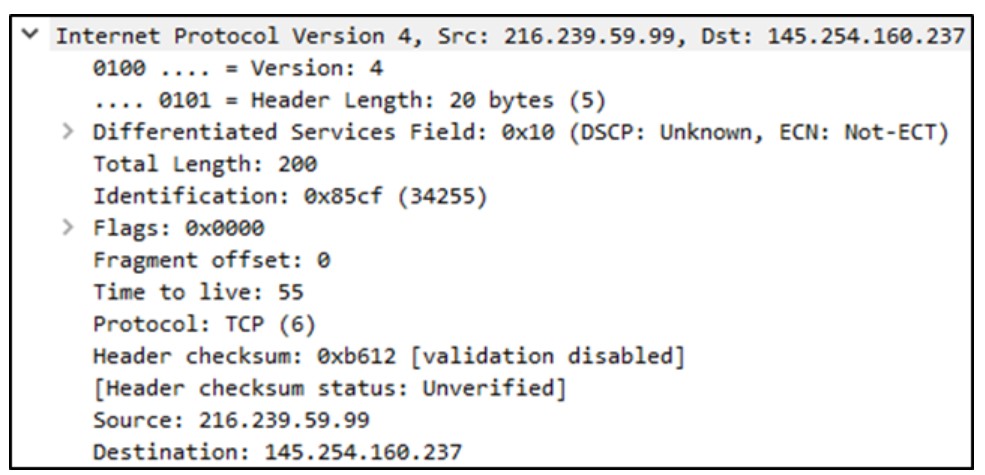 Internet Protocol Version 4, Src: 216.239.59.99, Dst: 145.254.160.237
0100 .... = Version: 4
.... 0101 = Header Length: 20 bytes (5)
Differentiated Services Field: 0x10 (DSCP: Unknown, ECN: Not-ECT)
Total Length: 200
Identification: 0x85cf (34255)
Flags: 0x0000
Fragment offset: 0
Time to live: 55
Protocol: TCP (6)
Header checksum: 0xb612 [validation disabled]
[Header checksum status: Unverified]
Source: 216.239.59.99
Destination: 145.254.160.237